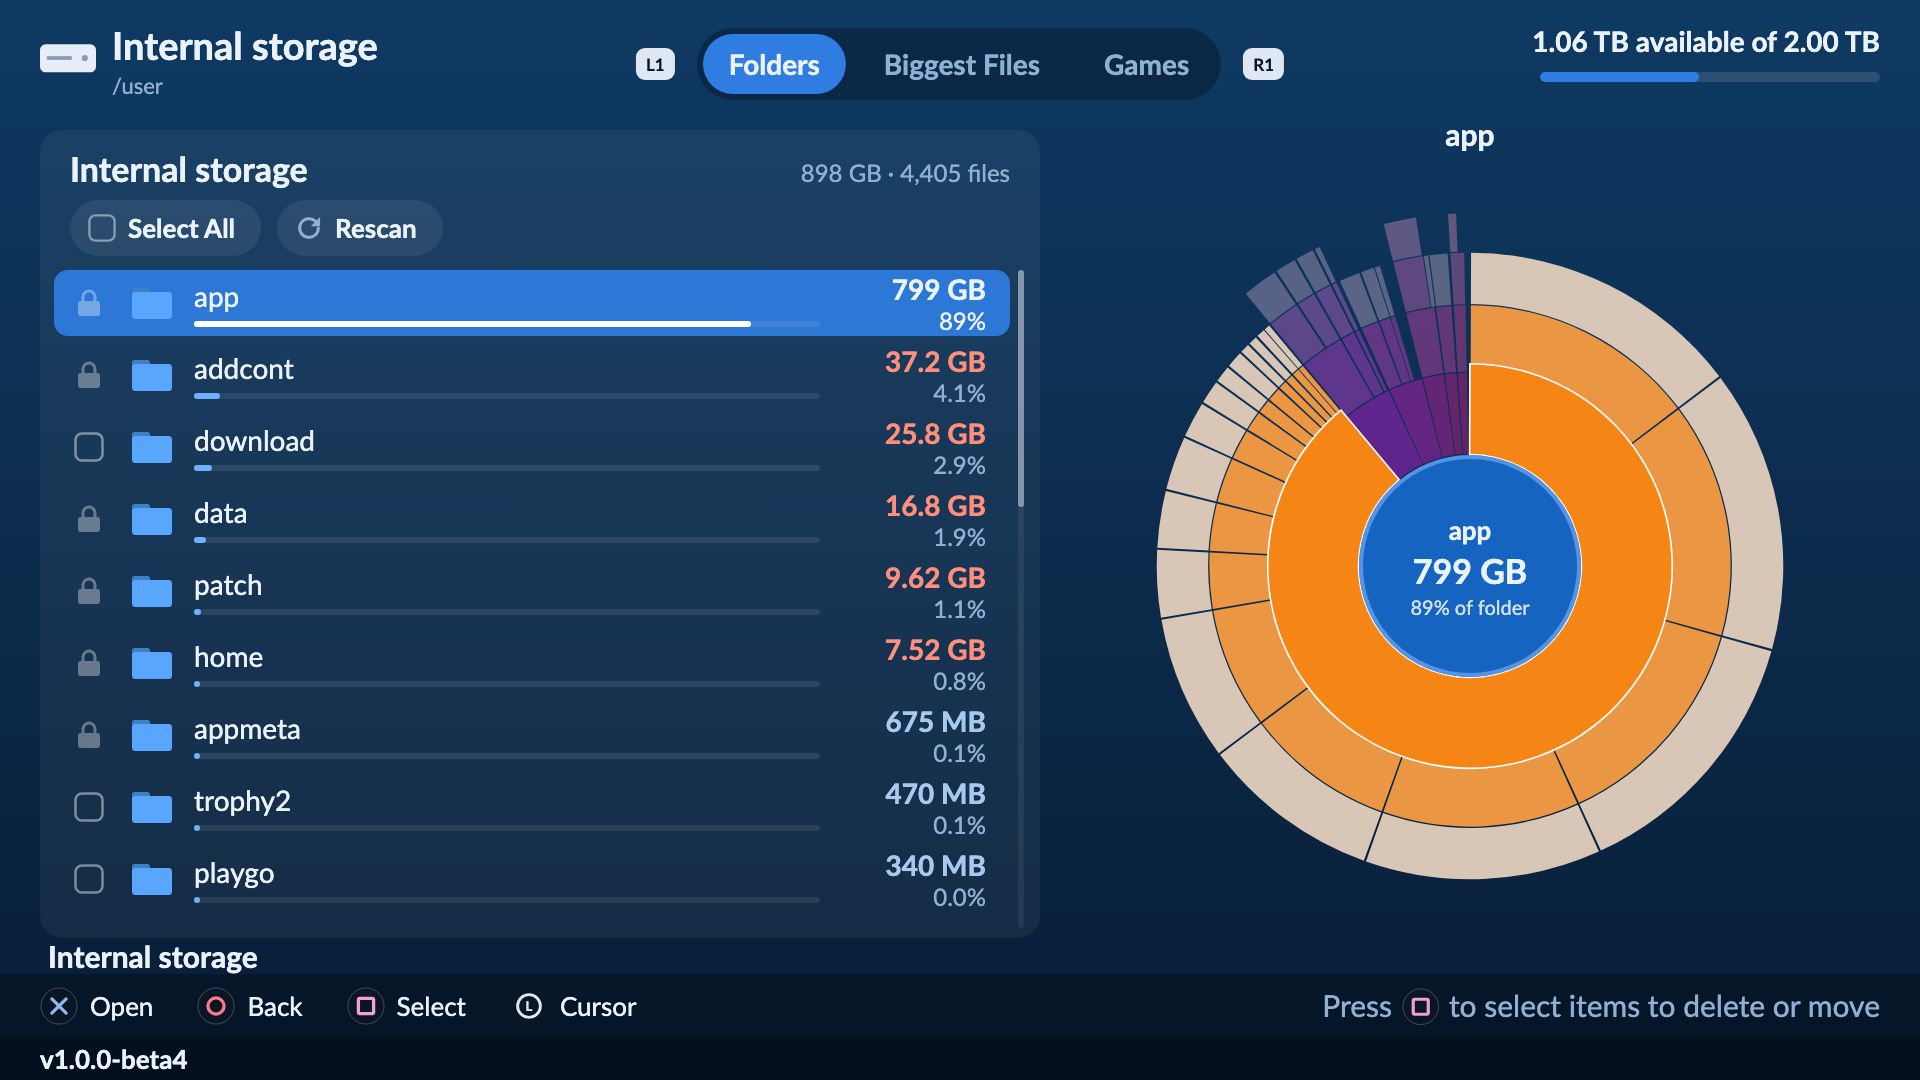 Internal storage
/user
L1
Folders
Biggest Files
Games
R1
1.06 TB available of 2.00 TB
Internal storage
898 GB · 4,405 files
Select All
Rescan
app
799 GB
89%
addcont
37.2 GB
4.1%
download
25.8 GB
2.9%
data
16.8 GB
1.9%
patch
9.62 GB
1.1%
home
7.52 GB
0.8%
appmeta
675 MB
0.1%
trophy2
470 MB
0.1%
playgo
340 MB
0.0%
app
app
799 GB
89% of folder
Internal storage
Open
Back
Select
L
Cursor
Press to select items to delete or move
v1.0.0-beta4